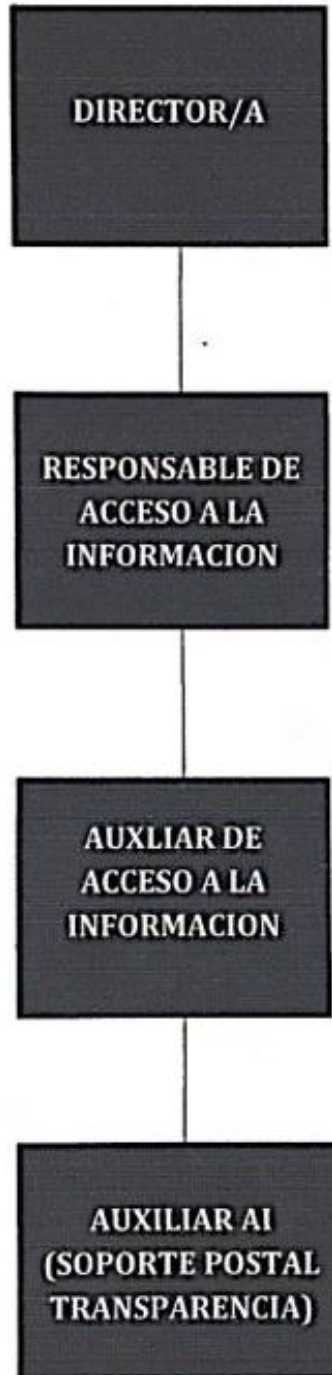 DIRECTOR/A
RESPONSABLE DE
ACCESO A LA
INFORMACION
AUXLIAR DE
ACCESO A LA
INFORMACION
AUXILIAR AI
(SOPORTE POSTAL
TRANSPARENCIA)